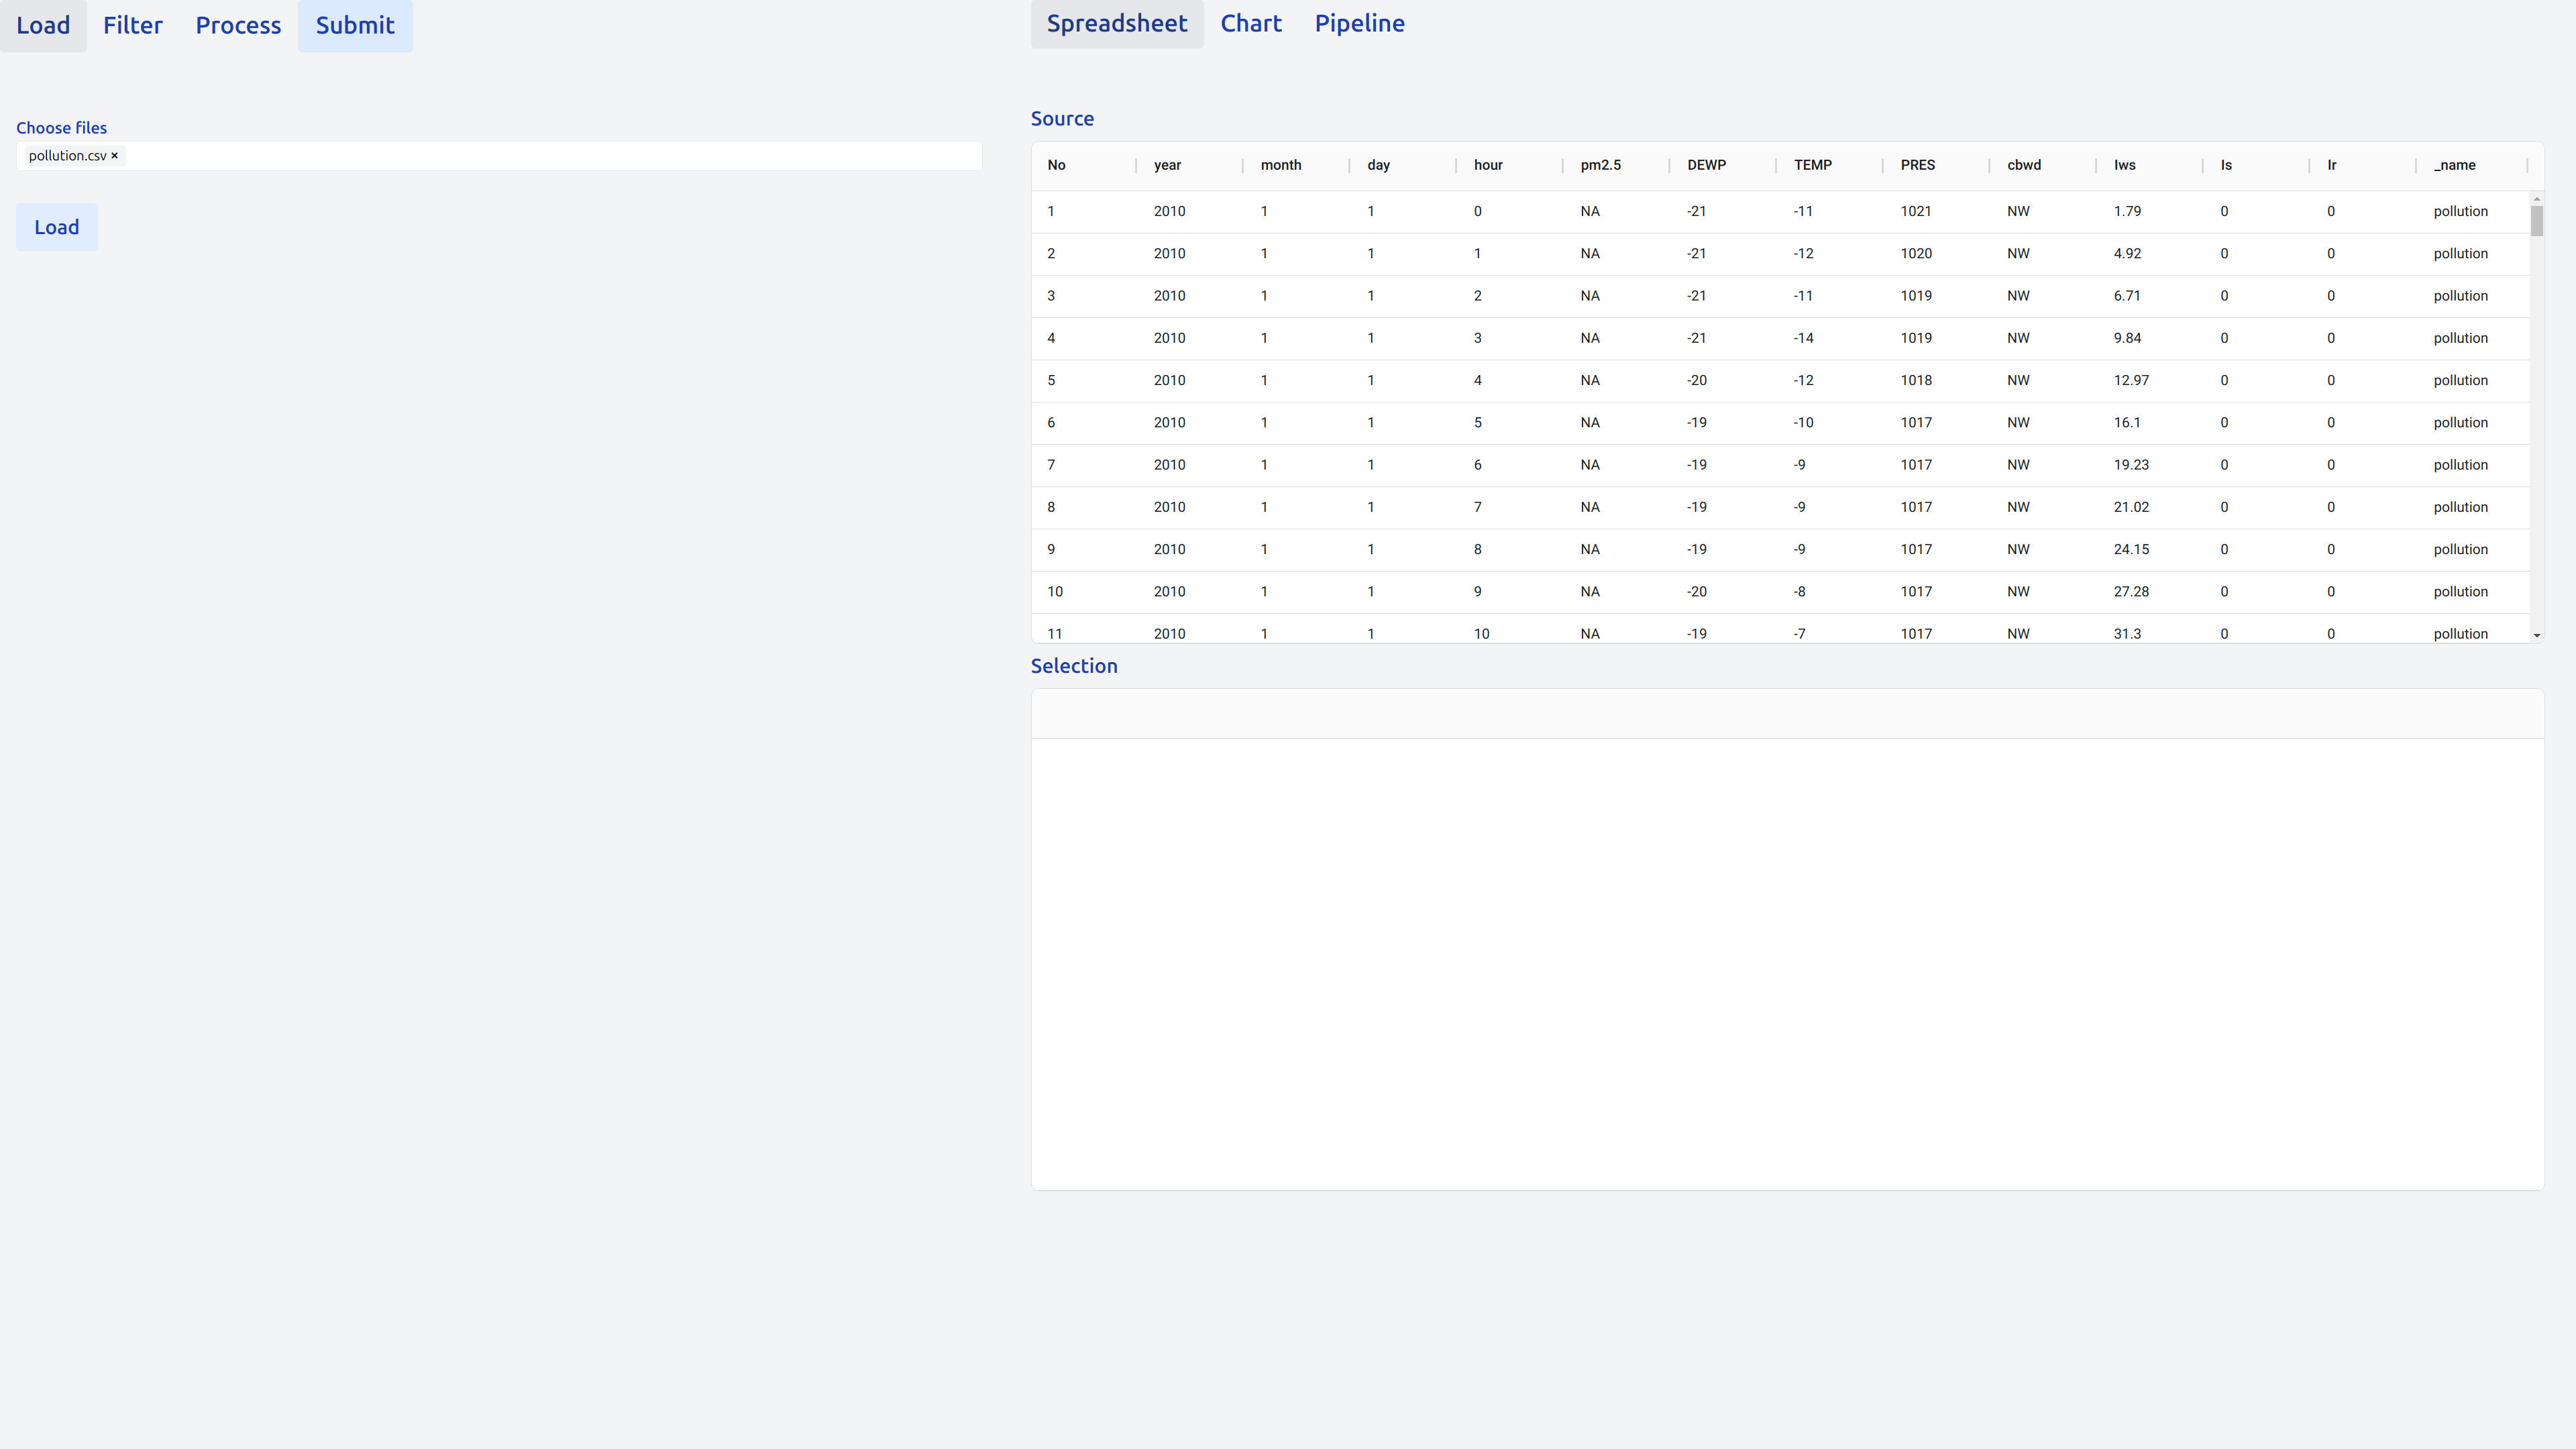 Load Filter Process Submit
Spreadsheet Chart Pipeline
Choose files
pollution.csv ×
Load
Source
No year month day hour pm2.5 DEWP TEMP PRES cbwd Iws Is Ir _name
1 2010 1 1 0 NA -21 -11 1021 NW 1.79 0 0 pollution
2 2010 1 1 1 NA -21 -12 1020 NW 4.92 0 0 pollution
3 2010 1 1 2 NA -21 -11 1019 NW 6.71 0 0 pollution
4 2010 1 1 3 NA -21 -14 1019 NW 9.84 0 0 pollution
5 2010 1 1 4 NA -20 -12 1018 NW 12.97 0 0 pollution
6 2010 1 1 5 NA -19 -10 1017 NW 16.1 0 0 pollution
7 2010 1 1 6 NA -19 -9 1017 NW 19.23 0 0 pollution
8 2010 1 1 7 NA -19 -9 1017 NW 21.02 0 0 pollution
9 2010 1 1 8 NA -19 -9 1017 NW 24.15 0 0 pollution
10 2010 1 1 9 NA -20 -8 1017 NW 27.28 0 0 pollution
11 2010 1 1 10 NA -19 -7 1017 NW 31.3 0 0 pollution
Selection